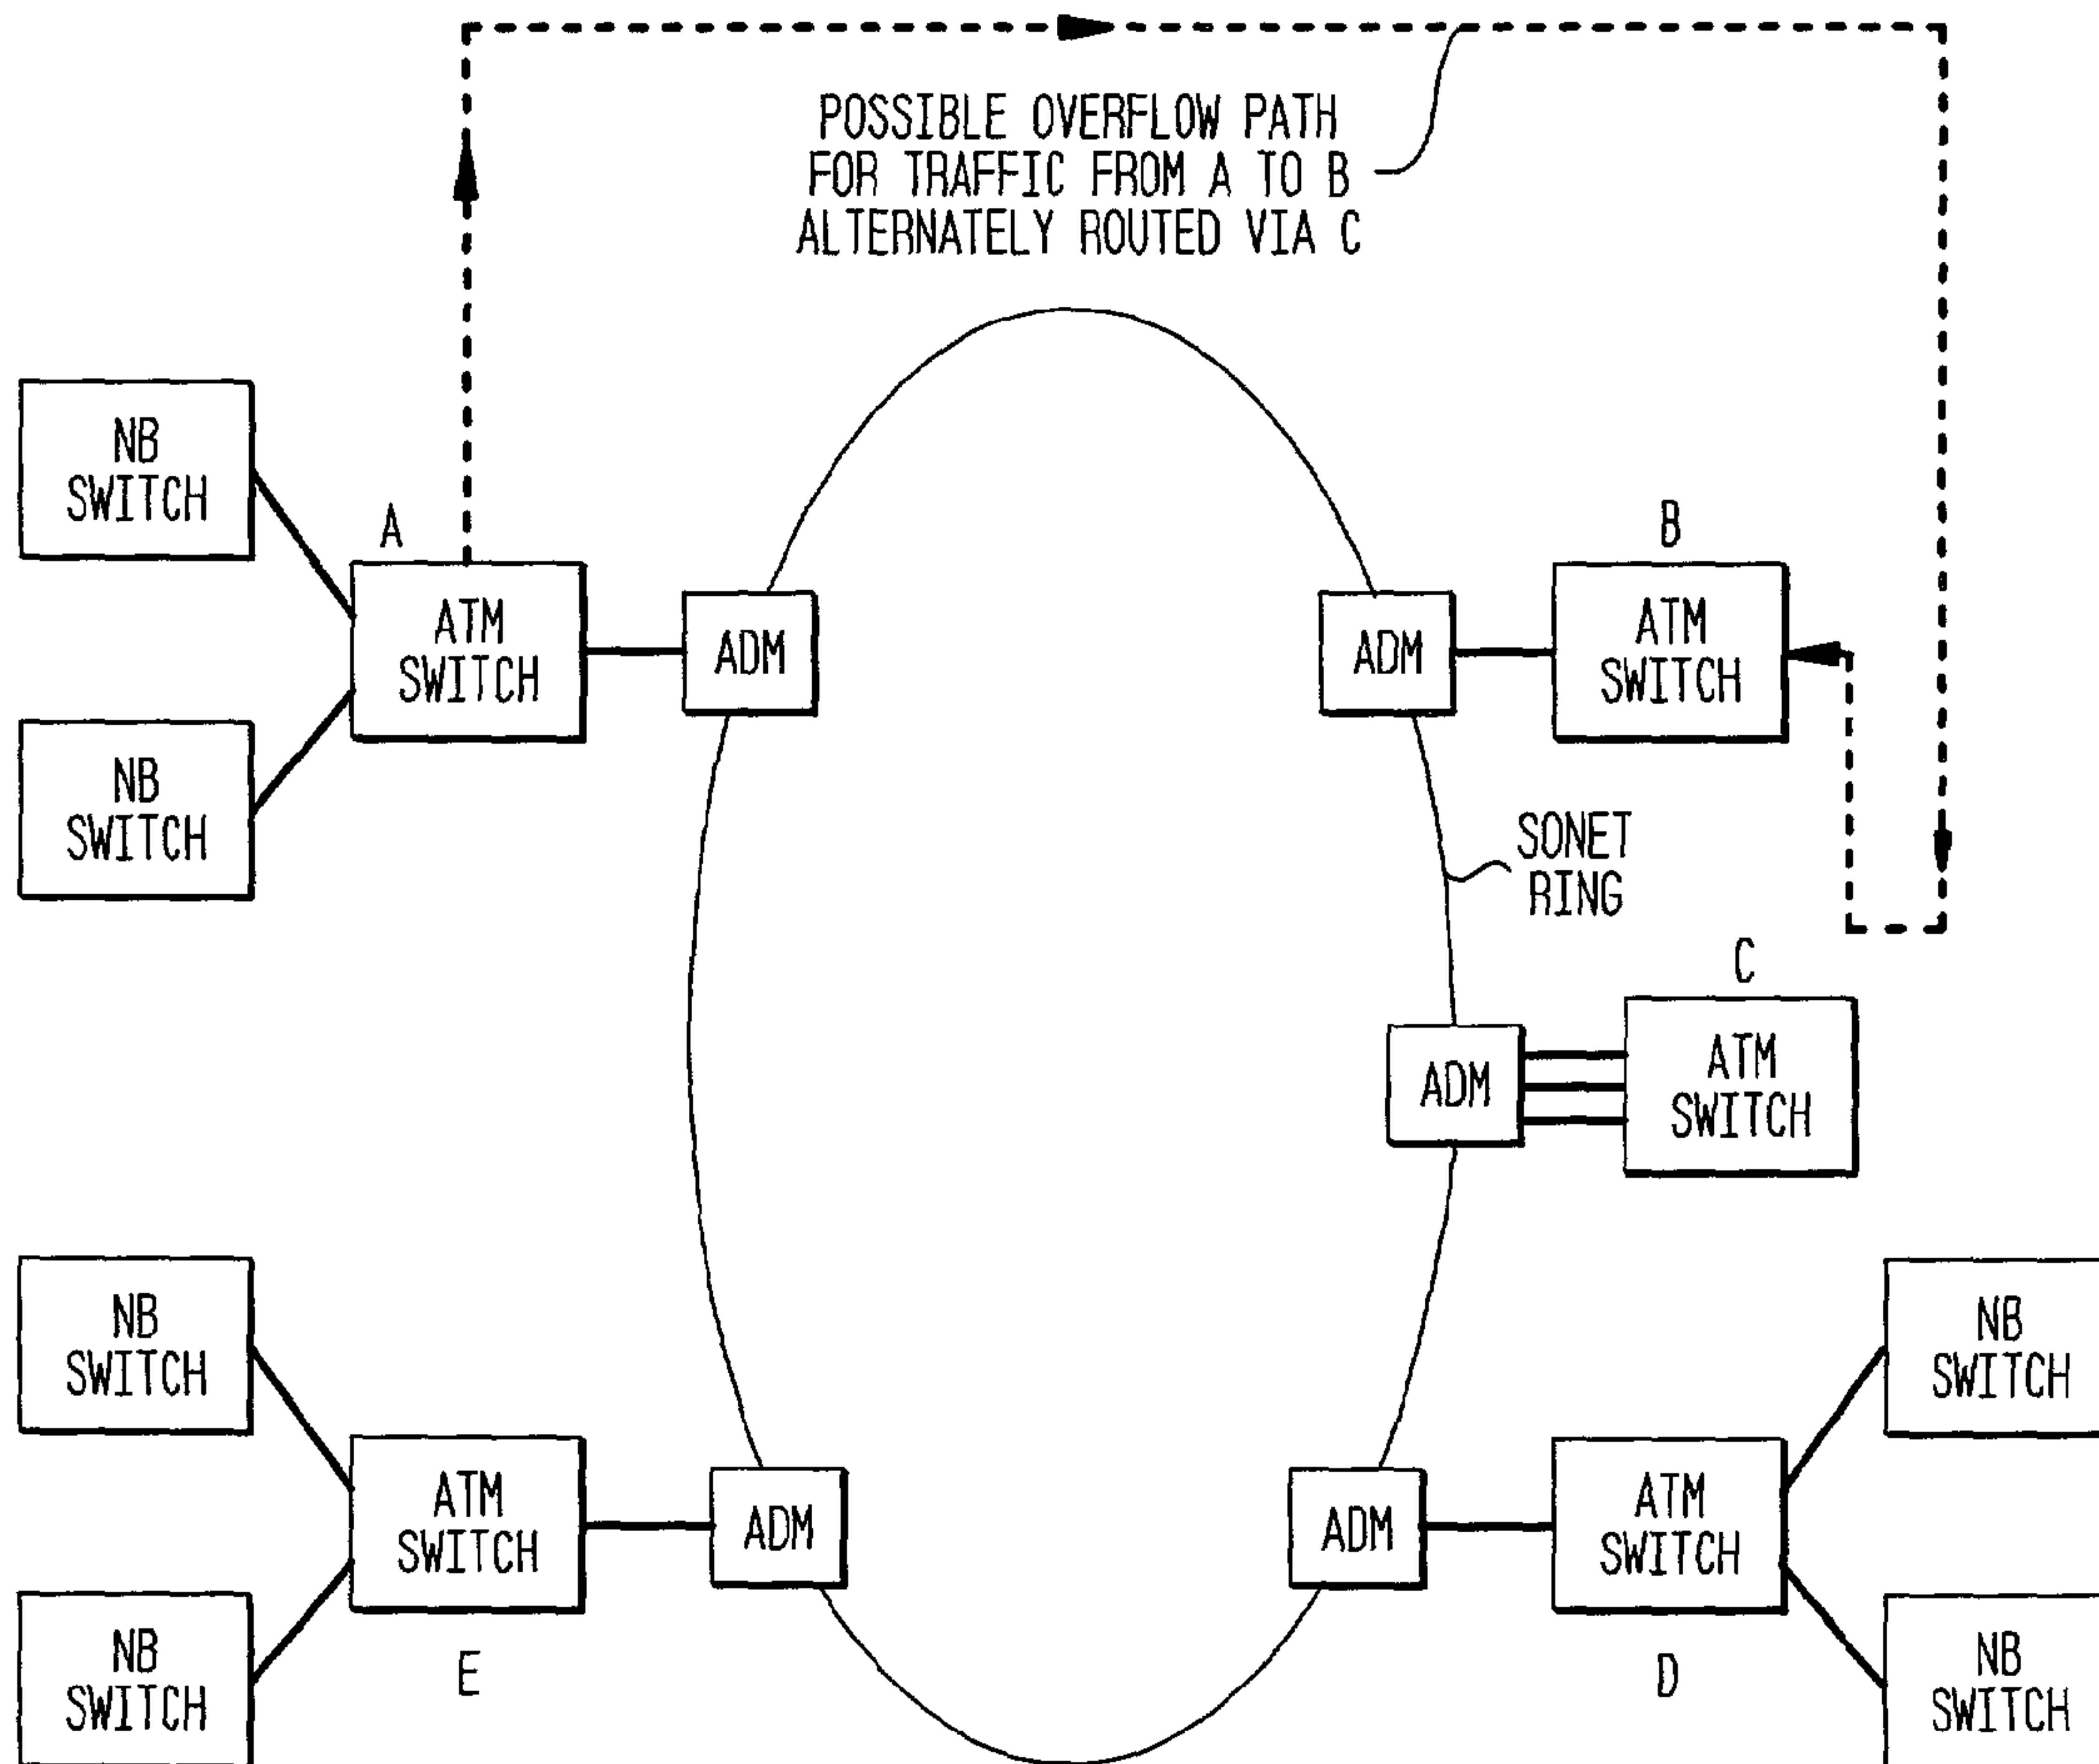 POSSIBLE OVERFLOW PATH
FOR TRAFFIC FROM A TO B
ALTERNATELY ROUTED VIA C
NB
SWITCH
A
B
ATM
SWITCH
ADM
ADM
ATM
SWITCH
NB
SWITCH
SONET
RING
C
ADM
ATM
SWITCH
NB
SWITCH
NB
SWITCH
ATM
SWITCH
ADM
ADM
ATM
SWITCH
NB
SWITCH
E
D
NB
SWITCH